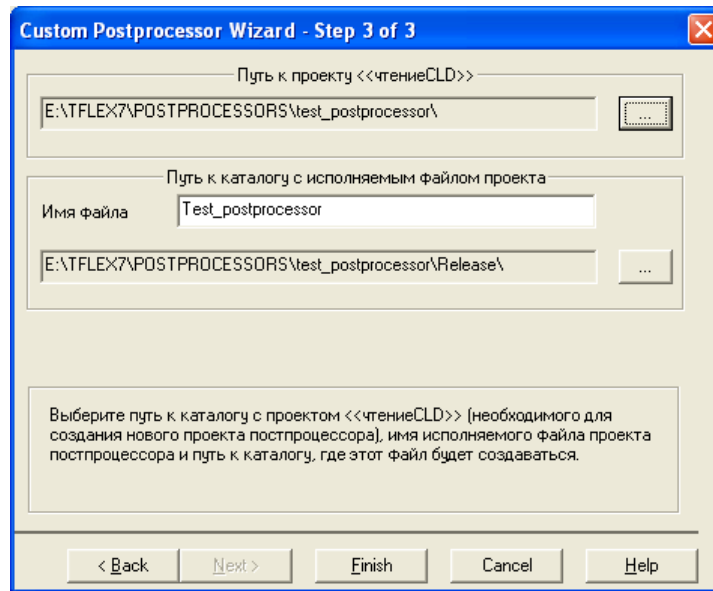 Custom Postprocessor Wizard - Step 3 of 3
Путь к проекту <<чтениеCLD>>
E:\TFLEX7\POSTPROCESSORS\test_postprocessor\
...
Путь к каталогу с исполняемым файлом проекта
Имя файла
Test_postprocessor
E:\TFLEX7\POSTPROCESSORS\test_postprocessor\Release\
...
Выберите путь к каталогу с проектом <<чтениеCLD>> (необходимого для
создания нового проекта постпроцессора), имя исполняемого файла проекта
постпроцессора и путь к каталогу, где этот файл будет создаваться.
< Back
Next >
Finish
Cancel
Help